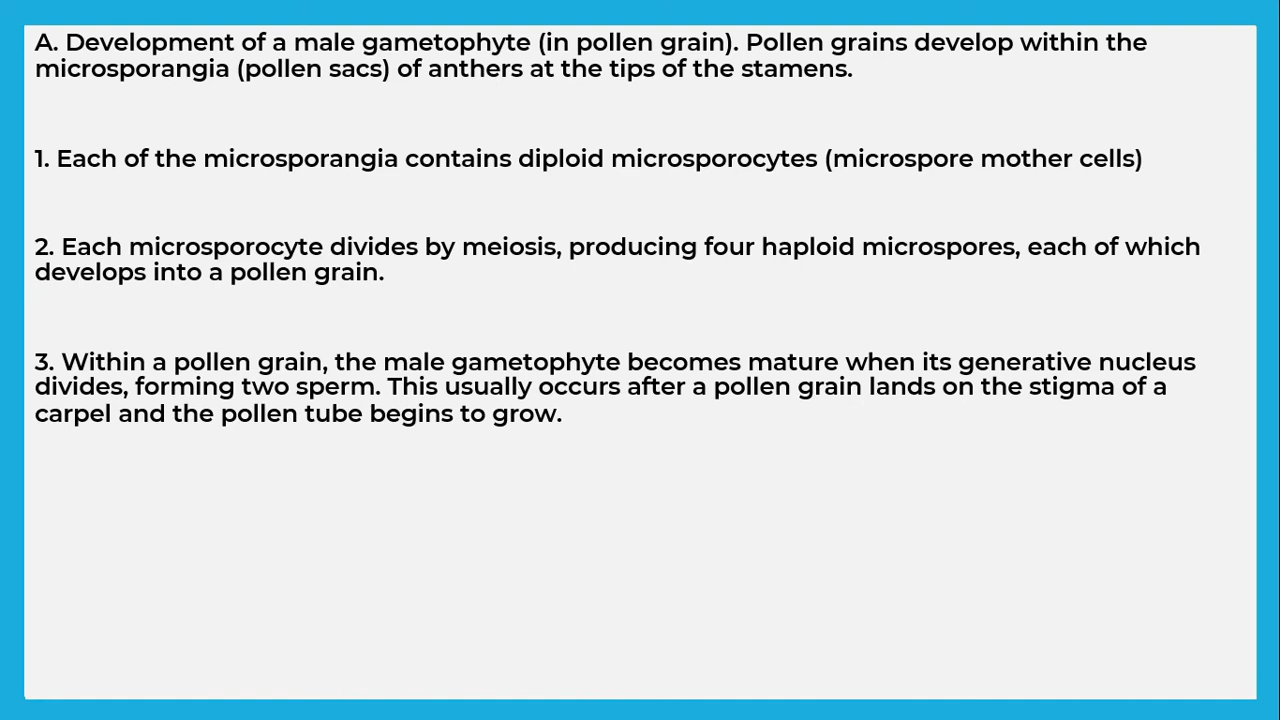 A. Development of a male gametophyte (in pollen grain). Pollen grains develop within the
microsporangia (pollen sacs) of anthers at the tips of the stamens.
1. Each of the microsporangia contains diploid microsporocytes (microspore mother cells)
2. Each microsporocyte divides by meiosis, producing four haploid microspores, each of which
develops into a pollen grain.
3. Within a pollen grain, the male gametophyte becomes mature when its generative nucleus
divides, forming two sperm. This usually occurs after a pollen grain lands on the stigma of a
carpel and the pollen tube begins to grow.